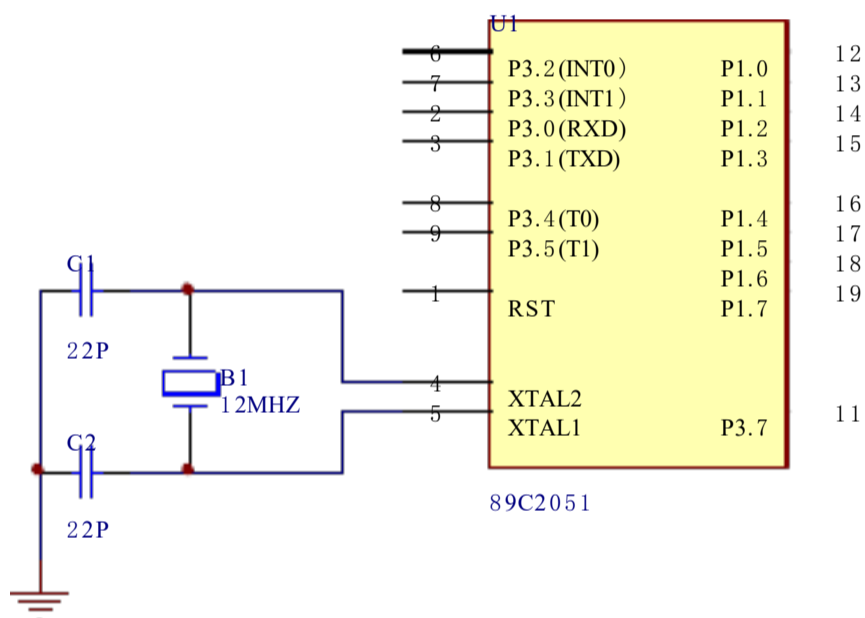 U1
6 P3.2(INT0) P1.0 12
7 P3.3(INT1) P1.1 13
2 P3.0(RXD) P1.2 14
3 P3.1(TXD) P1.3 15
8 P3.4(T0) P1.4 16
9 P3.5(T1) P1.5 17
P1.6 18
1 RST P1.7 19
C1
22P
B1
12MHZ
4 XTAL2
5 XTAL1 P3.7 11
C2
22P
89C2051